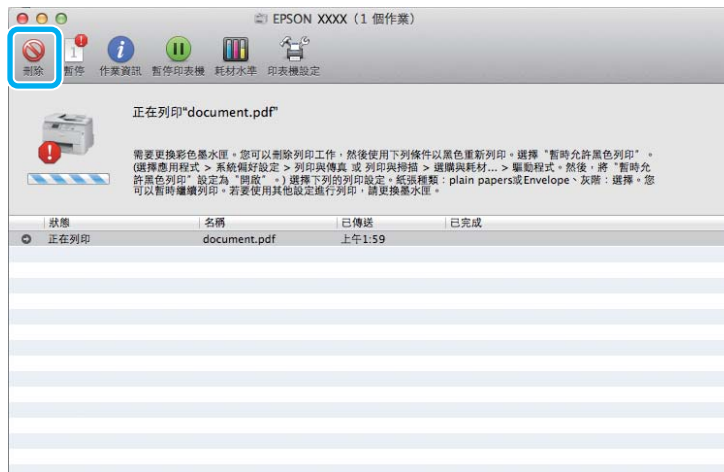 EPSON XXXX（1 個作業）
刪除 暫停 作業資訊 暫停印表機 耗材水準 印表機設定
正在列印“document.pdf”
需要更換彩色墨水匣。您可以刪除列印工作，然後使用下列條件以黑色重新列印。選擇“暫時允許黑色列印”。
(選擇應用程式 > 系統偏好設定 > 列印與傳真 或 列印與掃描 > 選購與耗材... > 驅動程式。然後，將“暫時允
許黑色列印”設定為“開啟”。) 選擇下列的列印設定。紙張種類：plain papers或Envelope、灰階：選擇。您
可以暫時繼續列印。若要使用其他設定進行列印，請更換墨水匣。
狀態 名稱 已傳送 已完成
正在列印 document.pdf 上午1:59